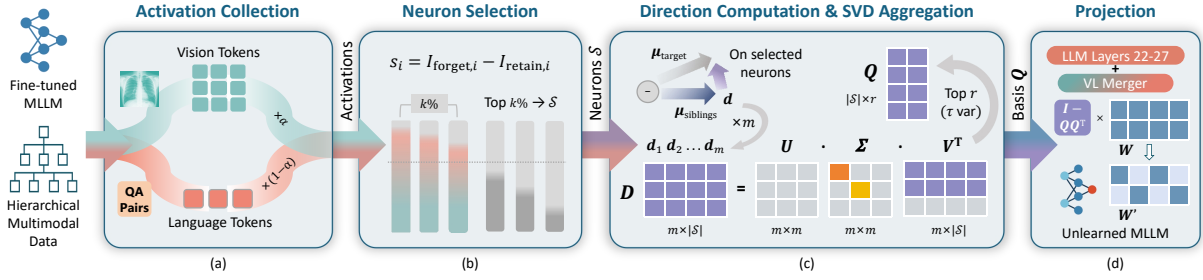 Fine-tuned
MLLM
Hierarchical
Multimodal
Data
Activation Collection
Vision Tokens
×α
×(1−α)
QA
Pairs
Language Tokens
(a)
Activations
Neuron Selection
s_i = I_forget,i − I_retain,i
k%
Top k% → 𝒮
(b)
Neurons 𝒮
Direction Computation & SVD Aggregation
μ_target
−
μ_siblings
d
On selected
neurons
×m
Q
|𝒮|×r
Top r
(τ var)
d_1 d_2 … d_m
U · Σ · V^T
D =
m×|𝒮|
m×m
m×m
m×|𝒮|
(c)
Basis Q
Projection
LLM Layers 22-27
+
VL Merger
I −
QQ^T
×
W
W'
Unlearned MLLM
(d)